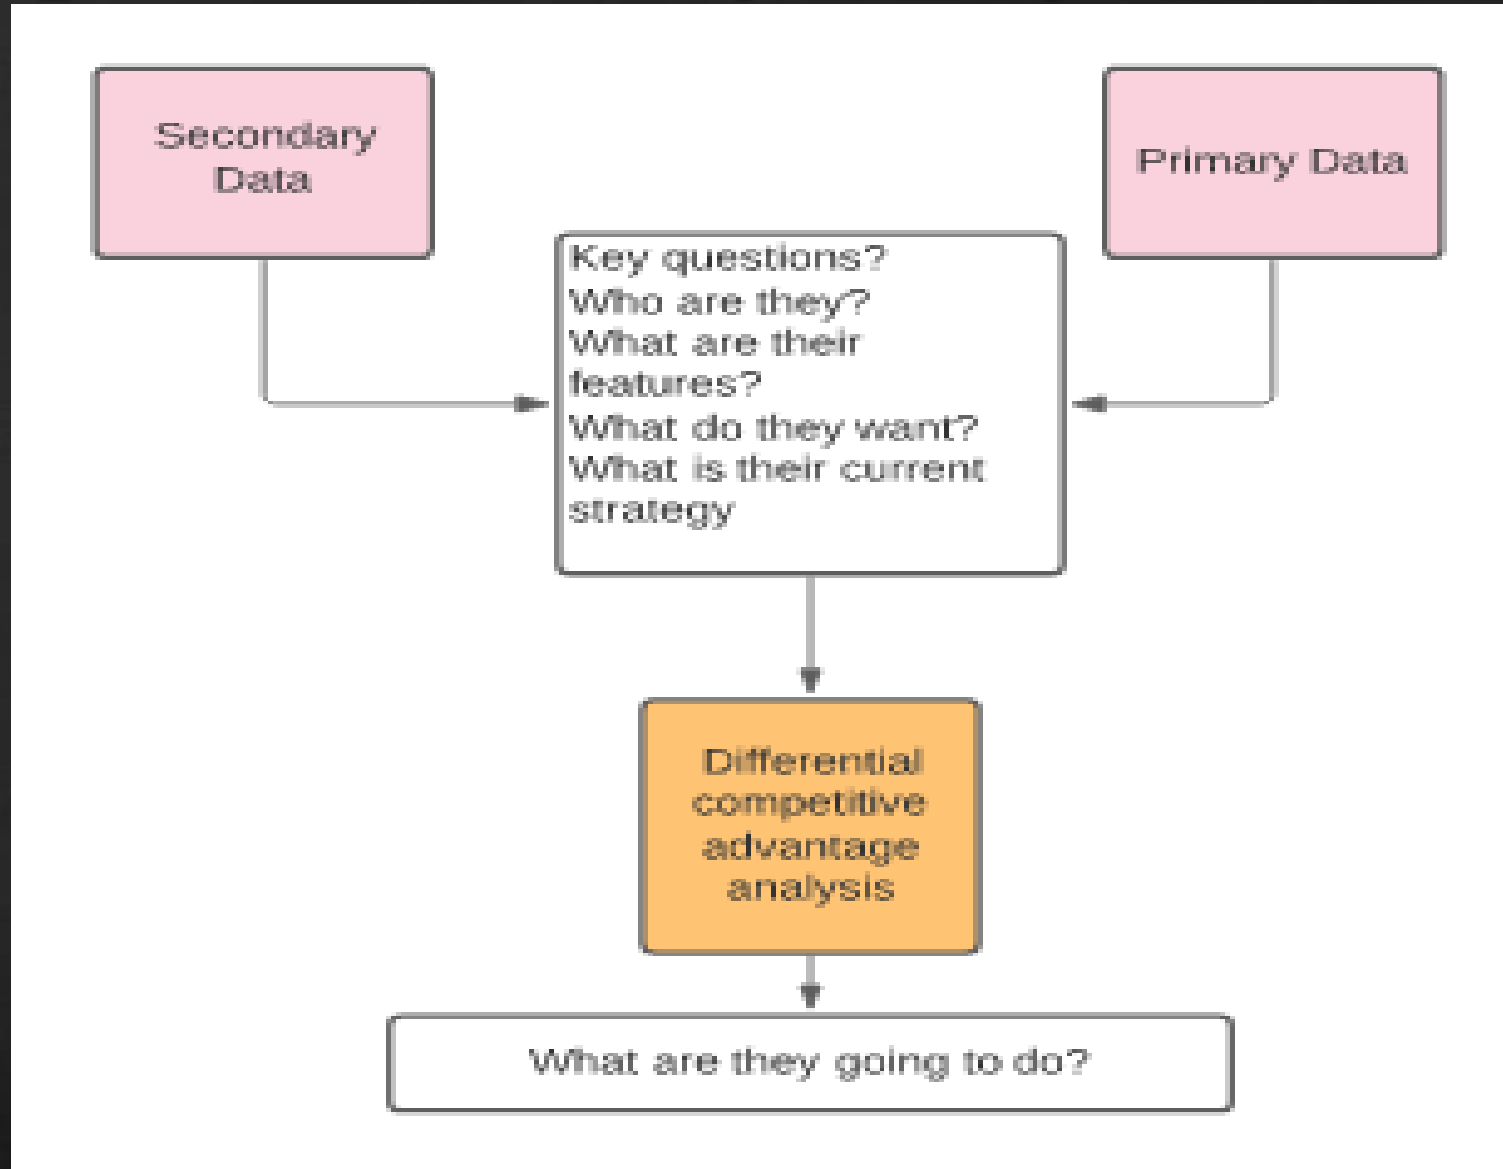 Secondary
Data
Primary Data
Key questions?
Who are they?
What are their
features?
What do they want?
What is their current
strategy
Differential
competitive
advantage
analysis
What are they going to do?